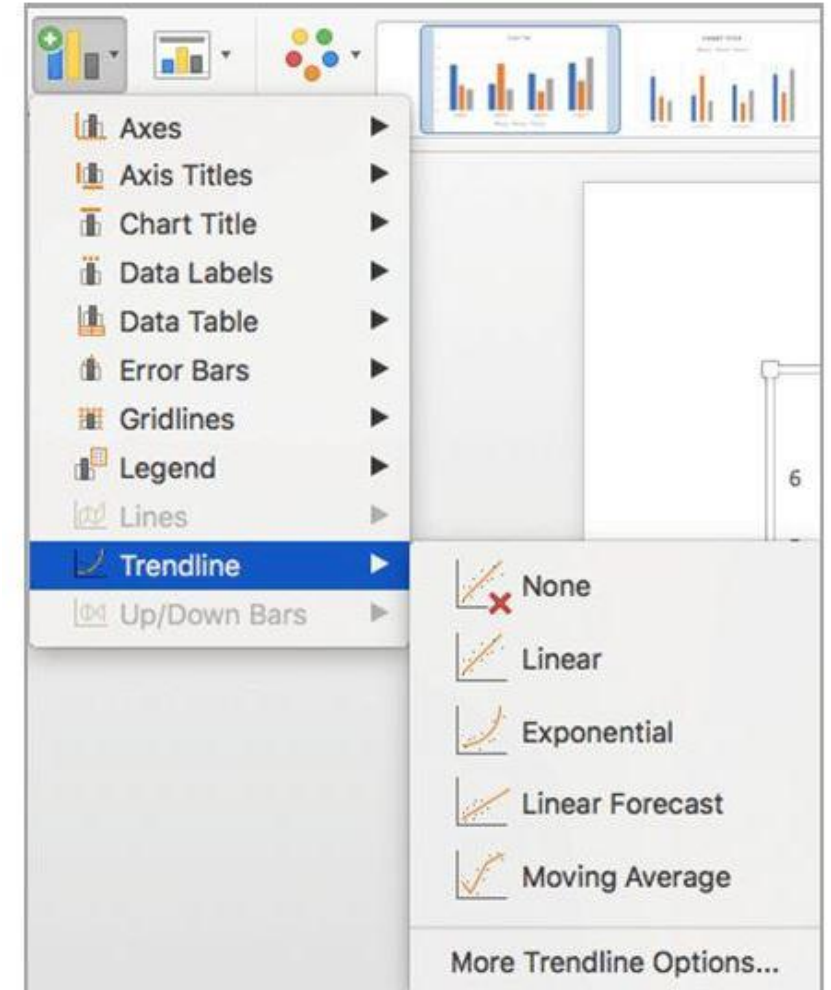 Axes
Axis Titles
Chart Title
Data Labels
Data Table
Error Bars
Gridlines
Legend
Lines
Trendline
Up/Down Bars
6
None
Linear
Exponential
Linear Forecast
Moving Average
More Trendline Options...